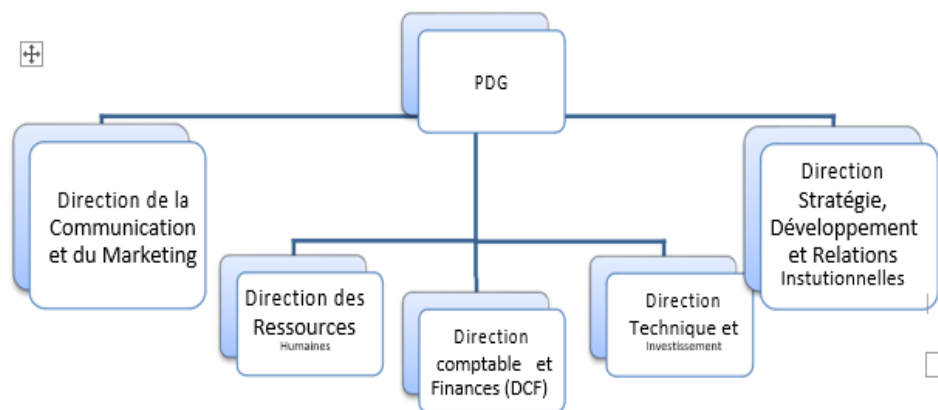 PDG
Direction de la
Communication
et du Marketing
Direction
Stratégie,
Développement
et Relations
Instutionnelles
Direction des
Ressources
Humaines
Direction
comptable et
Finances (DCF)
Direction
Technique et
Investissement